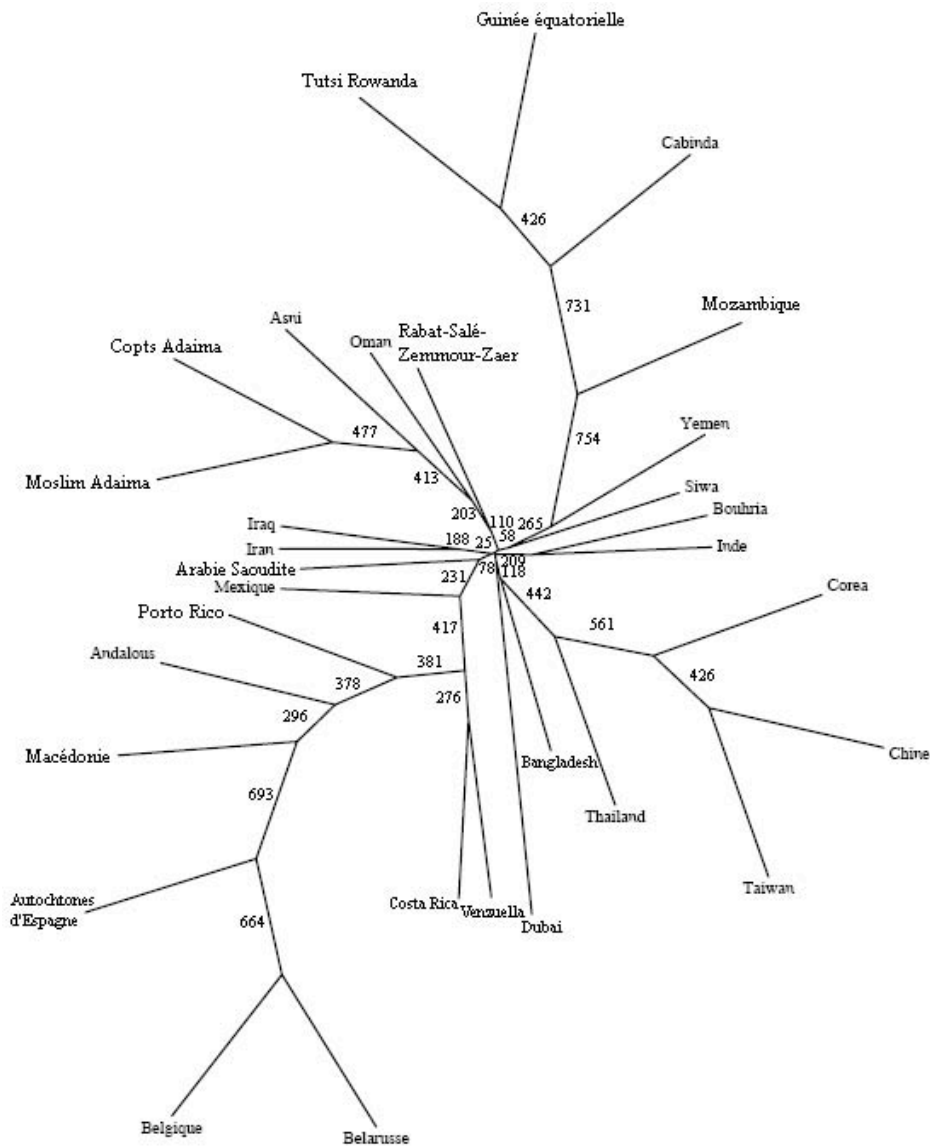 Guinée équatorielle
Tutsi Rowanda
Cabinda
426
731
Mozambique
Asni
Oman
Rabat-Salé-
Zemmour-Zaer
Copts Adaima
477
754
Yemen
Moslim Adaima
413
Siwa
203
110
265
Bouhria
Iraq
188
25
58
Inde
Iran
209
Arabie Saoudite
78
118
231
Mexique
442
Corea
Porto Rico
561
417
Andalous
381
426
378
276
296
Macédonie
Bangladesh
Chine
693
Thailand
Taiwan
Autochtones
d'Espagne
Costa Rica
Venzuella
664
Dubai
Belgique
Belarusse